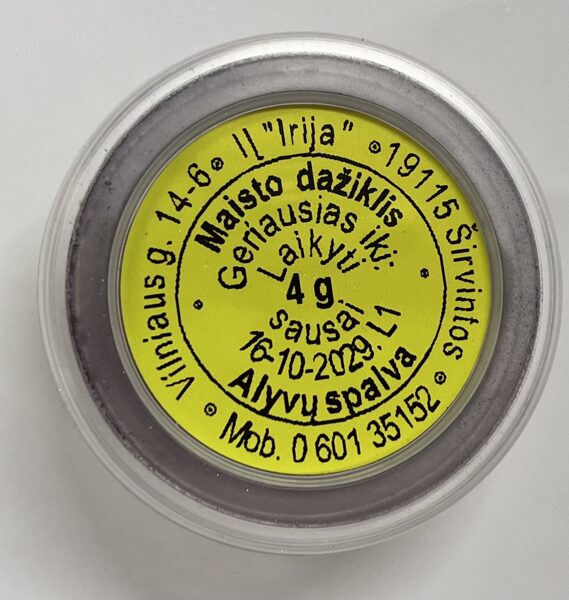 IĮ "Irija" 19115 Širvintos
Mob. 0 601 35152
Vilniaus g. 14-6
Maisto dažiklis
Geriausias iki:
Laikyti
4 g
sausai
16-10-2029. L1
Alyvų spalva